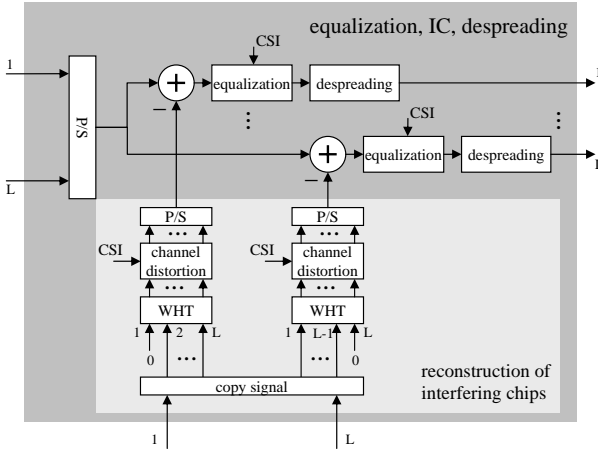 equalization, IC, despreading
CSI
1
equalization
despreading
P/S
CSI
equalization
despreading
L
P/S
P/S
CSI
channel
distortion
CSI
channel
distortion
WHT
WHT
1
2
L
1
L-1
L
0
0
copy signal
reconstruction of
interfering chips
1
L